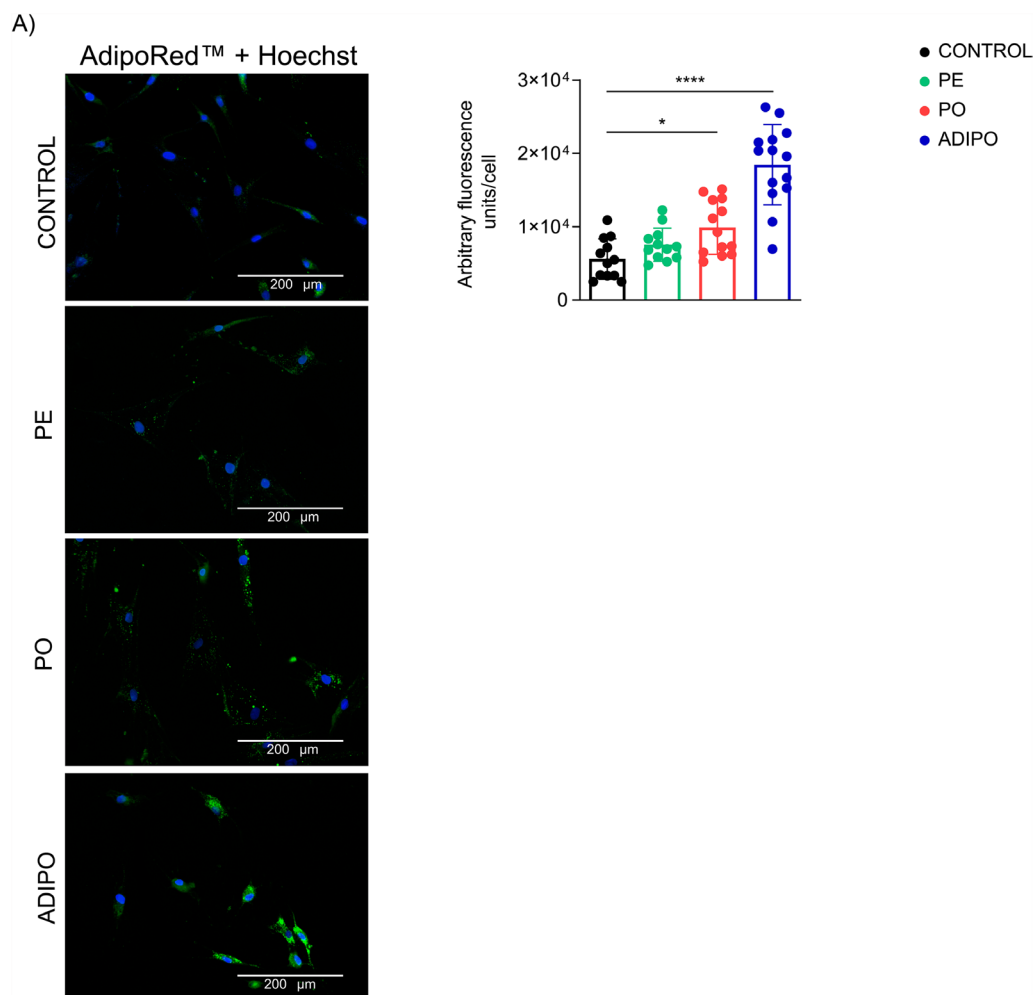 A)
AdipoRed™ + Hoechst
CONTROL
200 µm
PE
200 µm
PO
200 µm
ADIPO
200 µm
Arbitrary fluorescence
units/cell
3×10⁴
2×10⁴
1×10⁴
0
****
*
CONTROL
PE
PO
ADIPO